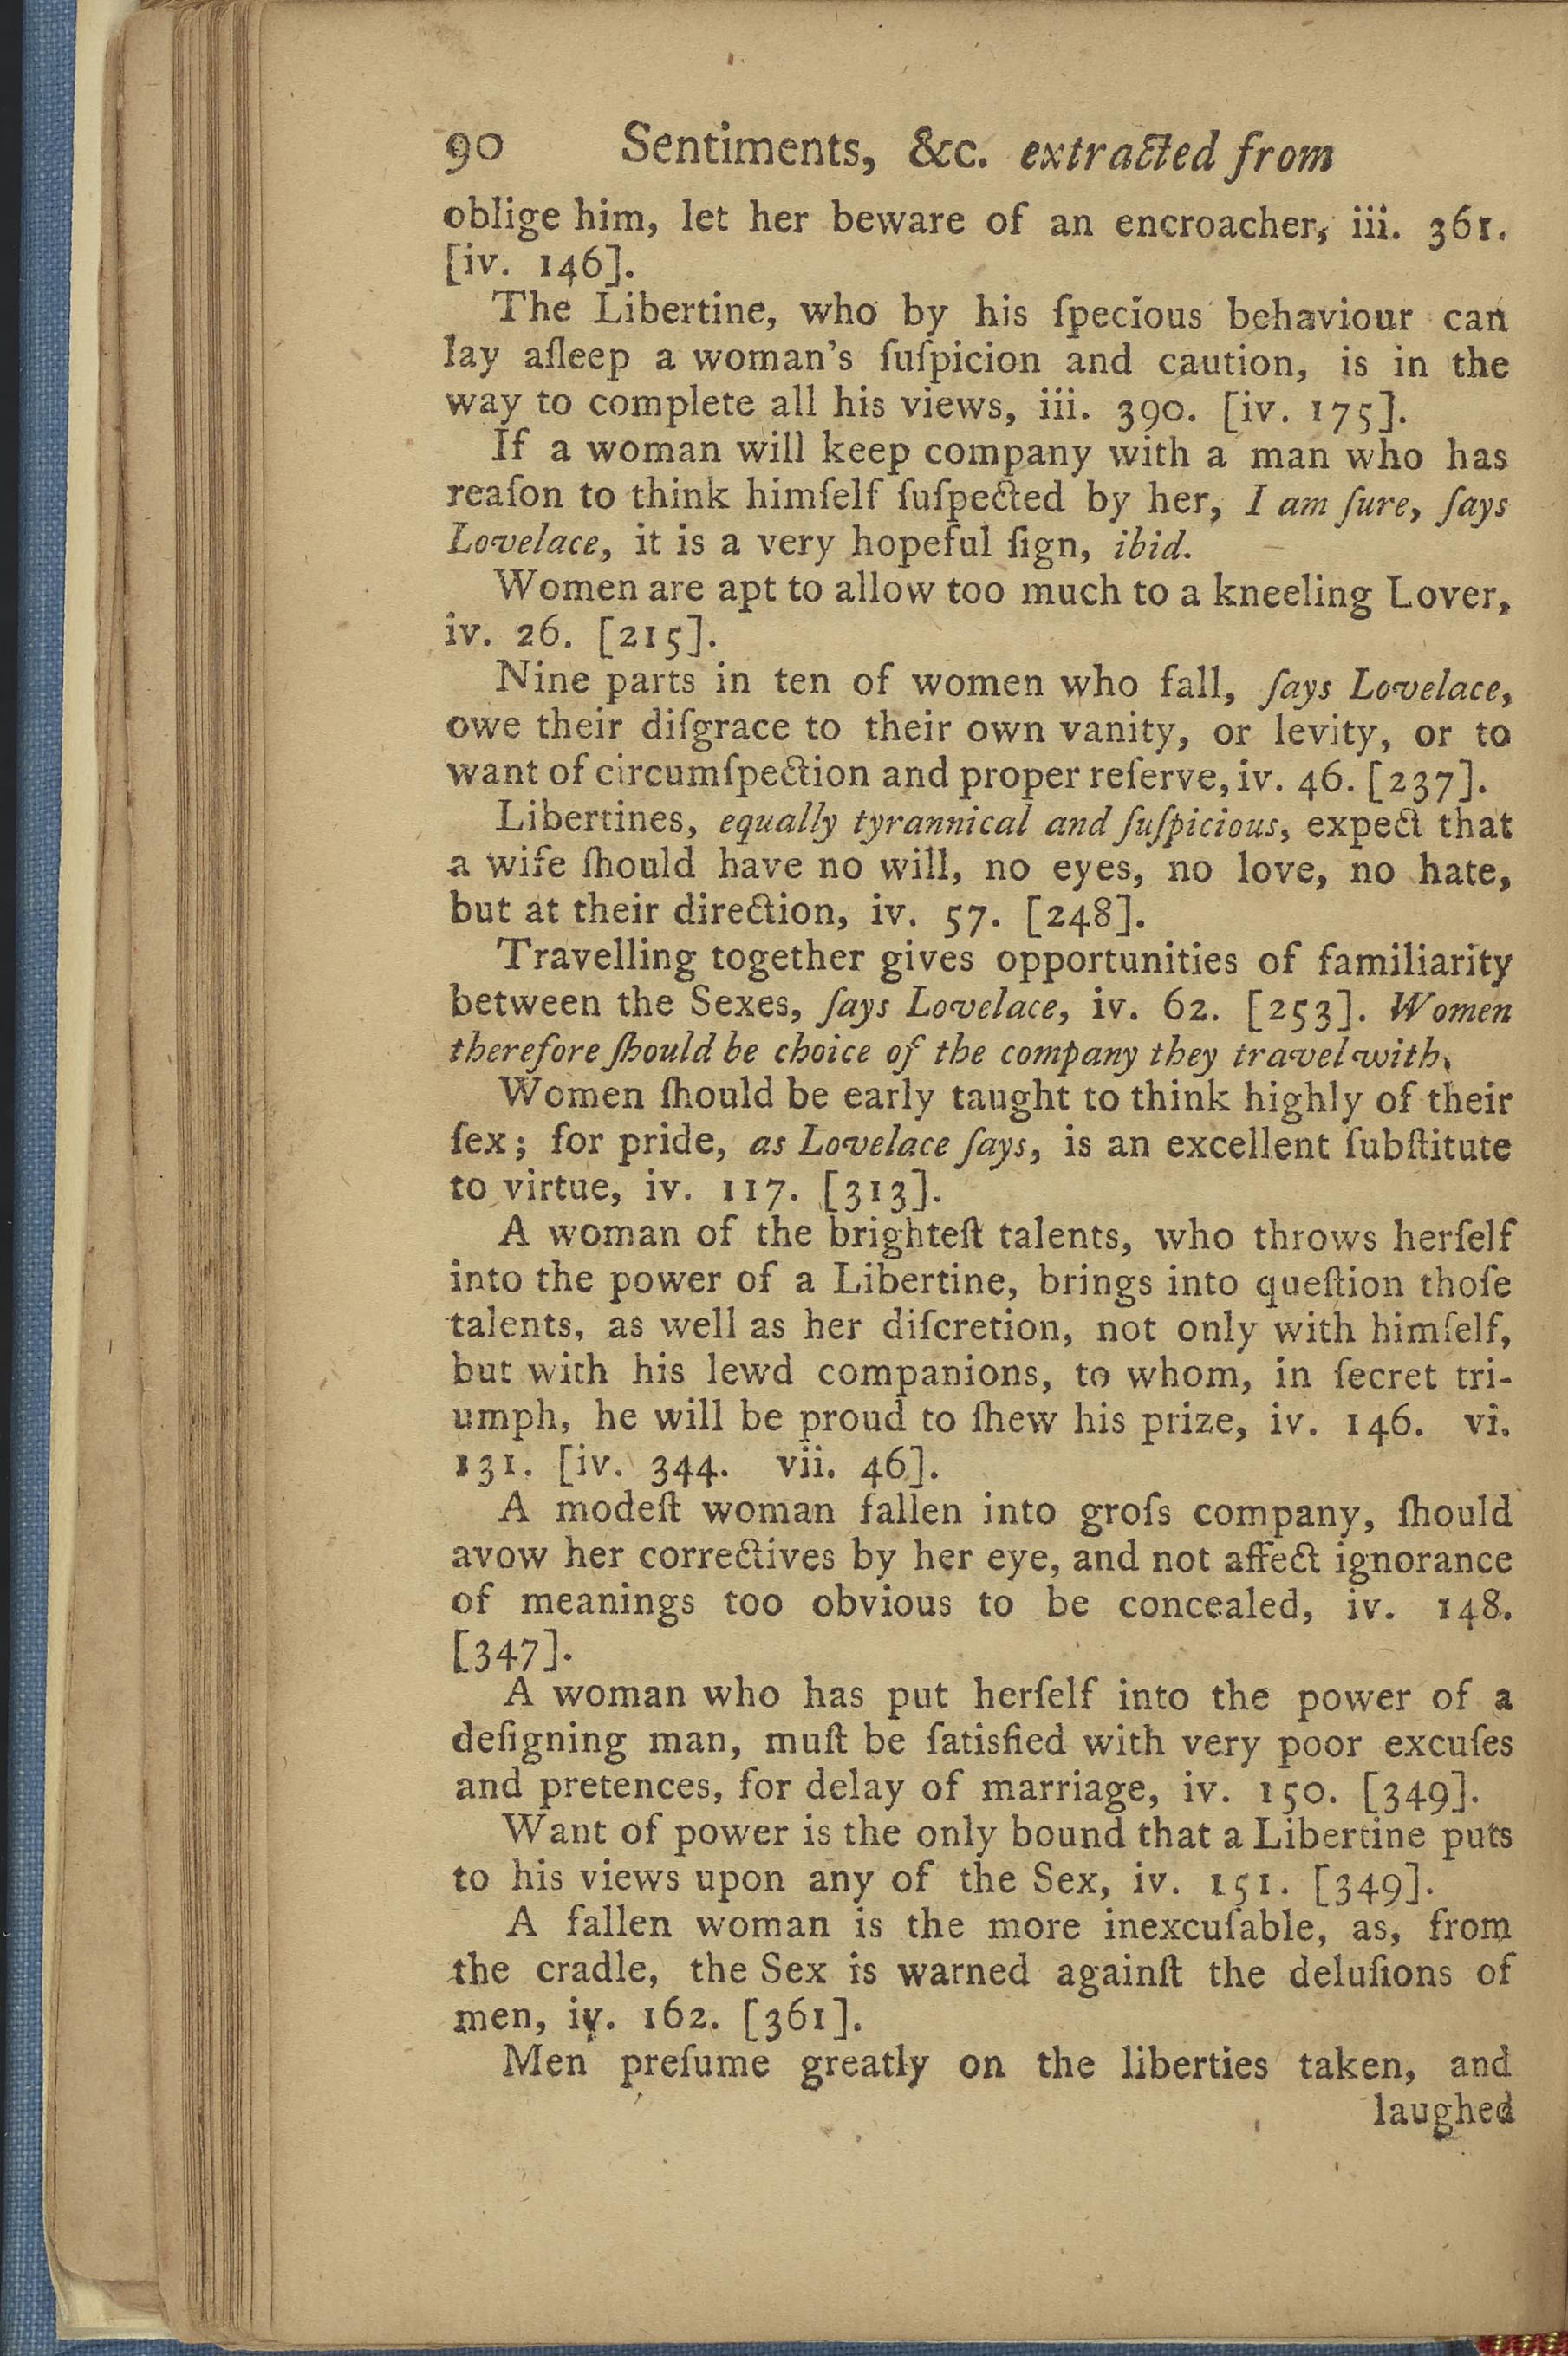 90 Sentiments, &c. extracted from
oblige him, let her beware of an encroacher, iii. 361.
[iv. 146].
The Libertine, who by his ſpecious behaviour can
lay aſleep a woman's ſuſpicion and caution, is in the
way to complete all his views, iii. 390. [iv. 175].
If a woman will keep company with a man who has
reaſon to think himſelf ſuſpected by her, I am ſure, ſays
Lovelace, it is a very hopeful ſign, ibid.
Women are apt to allow too much to a kneeling Lover,
iv. 26. [215].
Nine parts in ten of women who fall, ſays Lovelace,
owe their diſgrace to their own vanity, or levity, or to
want of circumſpection and proper reſerve, iv. 46. [237].
Libertines, equally tyrannical and ſuſpicious, expect that
a wife ſhould have no will, no eyes, no love, no hate,
but at their direction, iv. 57. [248].
Travelling together gives opportunities of familiarity
between the Sexes, ſays Lovelace, iv. 62. [253]. Women
therefore ſhould be choice of the company they travel with.
Women ſhould be early taught to think highly of their
ſex; for pride, as Lovelace ſays, is an excellent ſubſtitute
to virtue, iv. 117. [313].
A woman of the brighteſt talents, who throws herſelf
into the power of a Libertine, brings into queſtion thoſe
talents, as well as her diſcretion, not only with himſelf,
but with his lewd companions, to whom, in ſecret tri-
umph, he will be proud to ſhew his prize, iv. 146. vi.
131. [iv. 344. vii. 46].
A modeſt woman fallen into groſs company, ſhould
avow her correctives by her eye, and not affect ignorance
of meanings too obvious to be concealed, iv. 148.
[347].
A woman who has put herſelf into the power of a
deſigning man, muſt be ſatisfied with very poor excuſes
and pretences, for delay of marriage, iv. 150. [349].
Want of power is the only bound that a Libertine puts
to his views upon any of the Sex, iv. 151. [349].
A fallen woman is the more inexcuſable, as, from
the cradle, the Sex is warned againſt the deluſions of
men, iv. 162. [361].
Men preſume greatly on the liberties taken, and
laughed